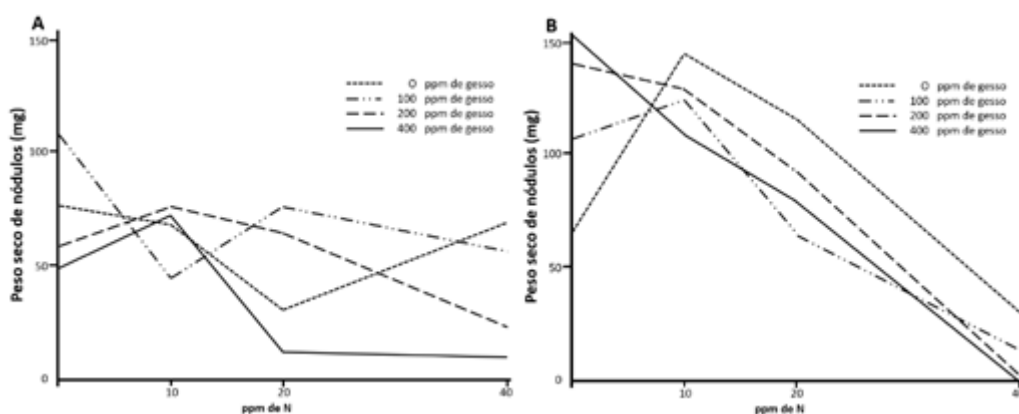 A
Peso seco de nódulos (mg)
150
100
50
0
10
20
40
ppm de N
0 ppm de gesso
100 ppm de gesso
200 ppm de gesso
400 ppm de gesso
B
Peso seco de nódulos (mg)
150
100
50
0
10
20
ppm de N
0 ppm de gesso
100 ppm de gesso
200 ppm de gesso
400 ppm de gesso